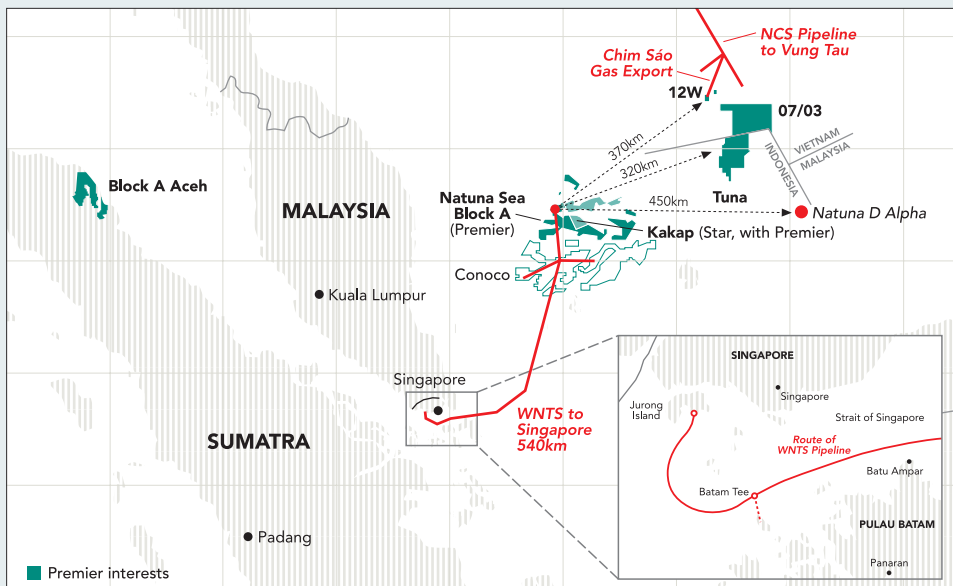 NCS Pipeline
to Vung Tau
Chim Sáo
Gas Export
12W
07/03
370km
320km
VIETNAM
MALAYSIA
INDONESIA
Block A Aceh
MALAYSIA
Natuna Sea
Block A
(Premier)
Tuna
450km
Natuna D Alpha
Kakap (Star, with Premier)
Conoco
Kuala Lumpur
Singapore
WNTS to
Singapore
540km
SUMATRA
Padang
SINGAPORE
Singapore
Jurong
Island
Strait of Singapore
Route of
WNTS Pipeline
Batu Ampar
Batam Tee
PULAU BATAM
Panaran
Premier interests